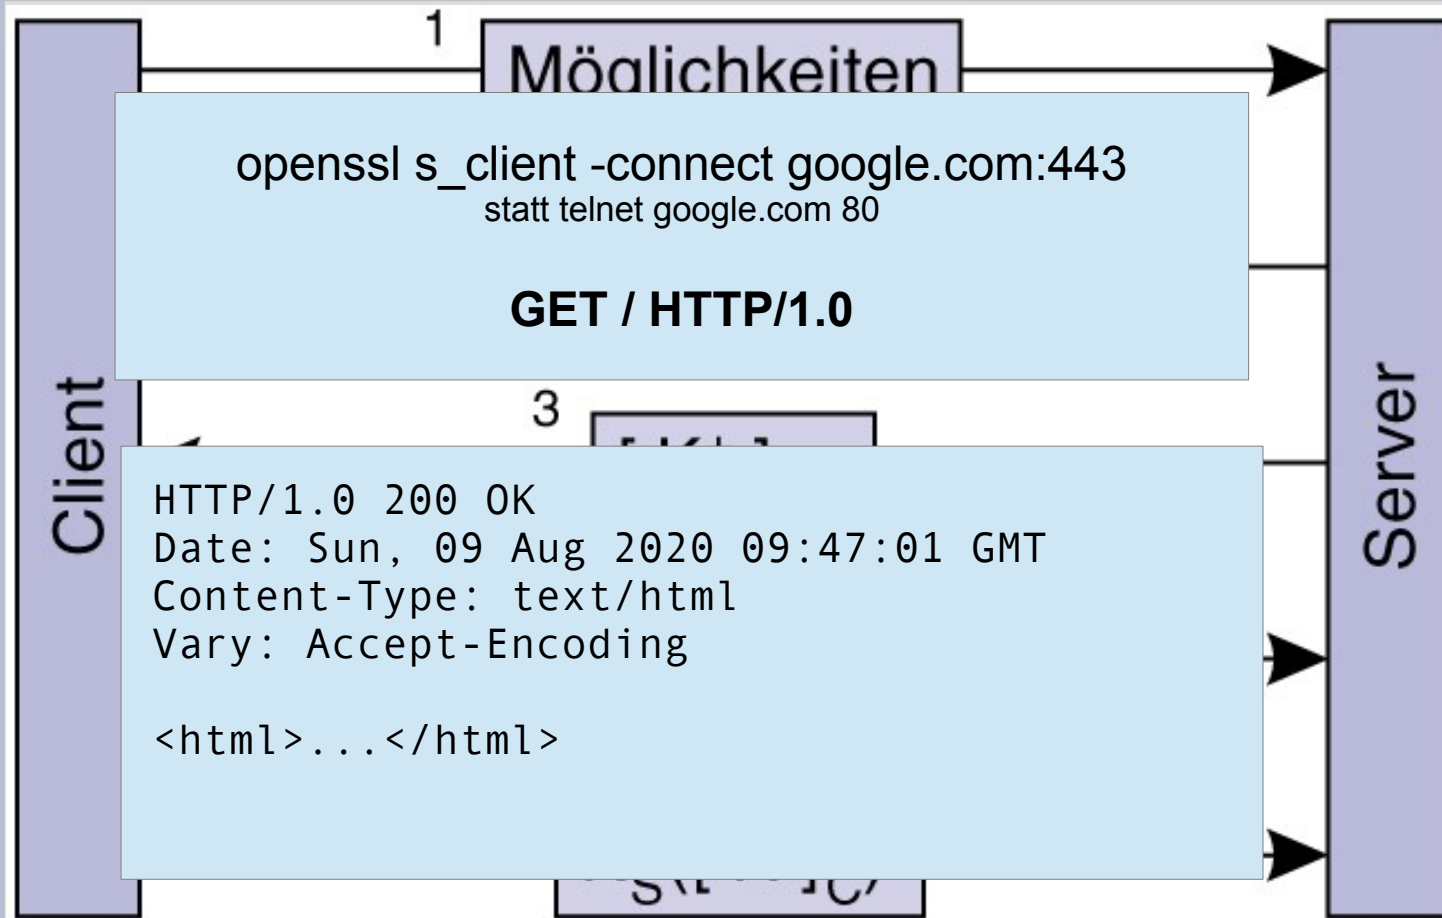 1
Möglichkeiten
openssl s_client -connect google.com:443
statt telnet google.com 80
GET / HTTP/1.0
Client
Server
3
HTTP/1.0 200 OK
Date: Sun, 09 Aug 2020 09:47:01 GMT
Content-Type: text/html
Vary: Accept-Encoding
<html>...</html>